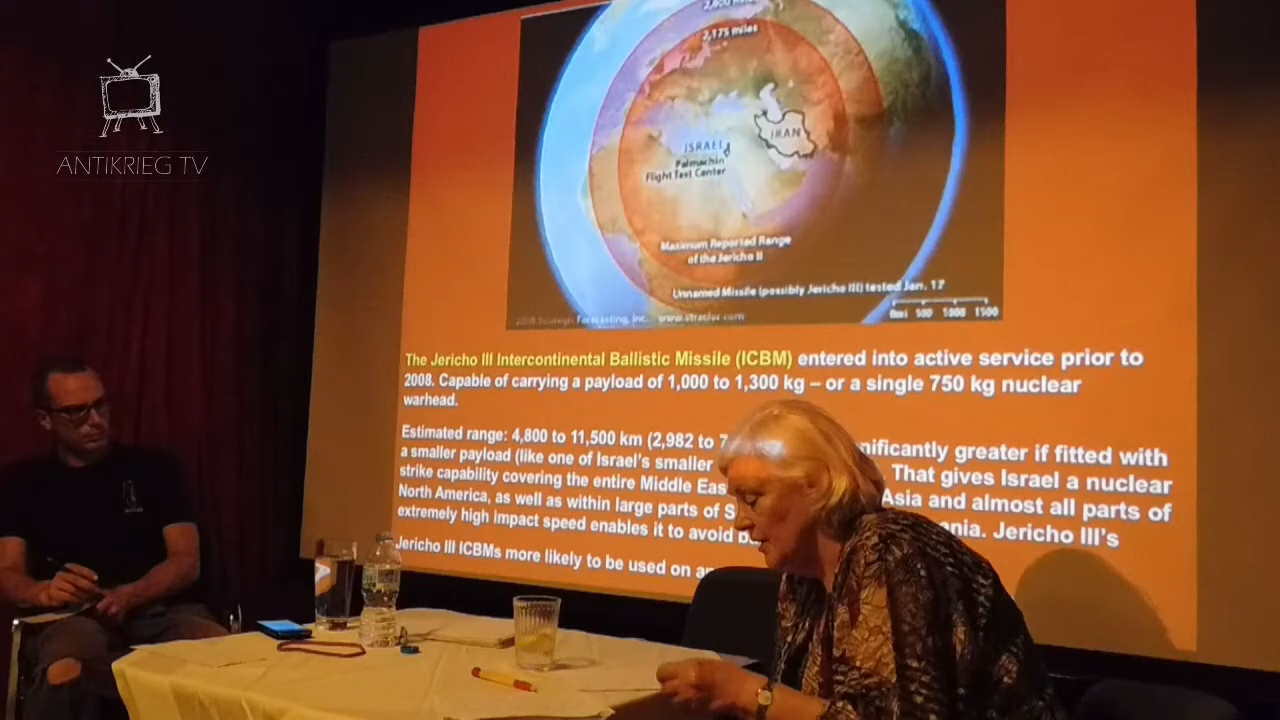 ANTIKRIEG TV
2,175 miles
IRAN
ISRAEL
Palmachim
Flight Test Center
Maximum Reported Range
of the Jericho II
Unnamed Missile (possibly Jericho III) tested Jan. 17
500 1000 1500
Strategic Forecasting, Inc. www.stratfor.com
The Jericho III Intercontinental Ballistic Missile (ICBM) entered into active service prior to
2008. Capable of carrying a payload of 1,000 to 1,300 kg – or a single 750 kg nuclear
warhead.
Estimated range: 4,800 to 11,500 km (2,982 to 7 nificantly greater if fitted with
a smaller payload (like one of Israel's smaller That gives Israel a nuclear
strike capability covering the entire Middle Eas Asia and almost all parts of
North America, as well as within large parts of S ania. Jericho III's
extremely high impact speed enables it to avoid
Jericho III ICBMs more likely to be used on